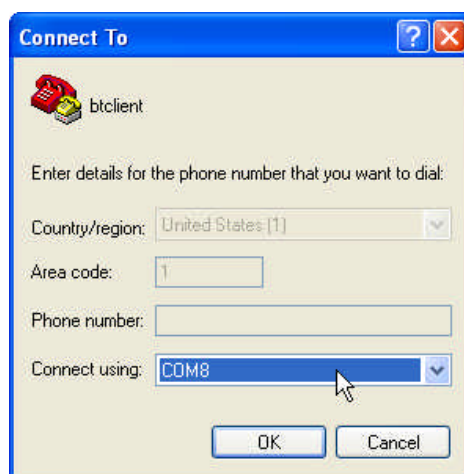 Connect To
btclient
Enter details for the phone number that you want to dial:
Country/region: United States (1)
Area code: 1
Phone number:
Connect using: COM8
OK Cancel